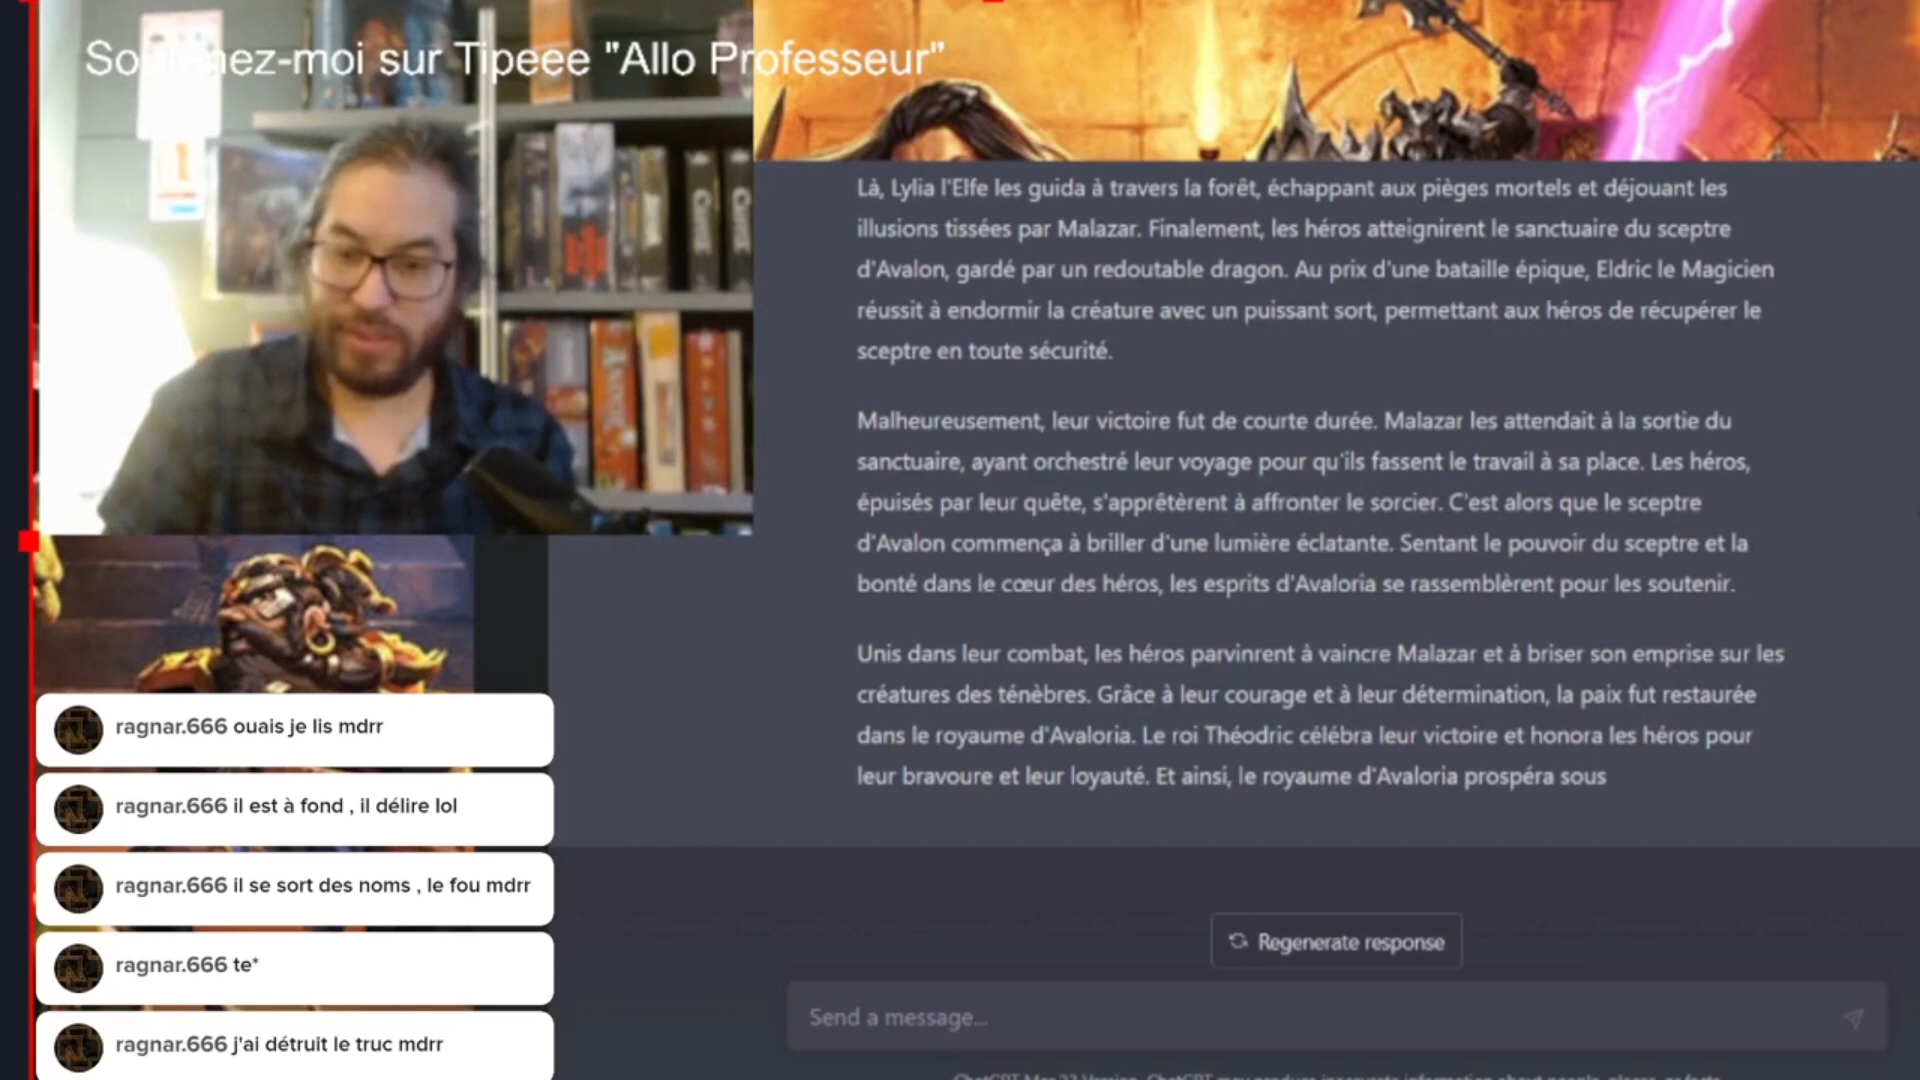 Soutenez-moi sur Tipeee "Allo Professeur"
Là, Lylia l'Elfe les guida à travers la forêt, échappant aux pièges mortels et déjouant les
illusions tissées par Malazar. Finalement, les héros atteignirent le sanctuaire du sceptre
d'Avalon, gardé par un redoutable dragon. Au prix d'une bataille épique, Eldric le Magicien
réussit à endormir la créature avec un puissant sort, permettant aux héros de récupérer le
sceptre en toute sécurité.
Malheureusement, leur victoire fut de courte durée. Malazar les attendait à la sortie du
sanctuaire, ayant orchestré leur voyage pour qu'ils fassent le travail à sa place. Les héros,
épuisés par leur quête, s'apprêtèrent à affronter le sorcier. C'est alors que le sceptre
d'Avalon commença à briller d'une lumière éclatante. Sentant le pouvoir du sceptre et la
bonté dans le cœur des héros, les esprits d'Avaloria se rassemblèrent pour les soutenir.
Unis dans leur combat, les héros parvinrent à vaincre Malazar et à briser son emprise sur les
créatures des ténèbres. Grâce à leur courage et à leur détermination, la paix fut restaurée
dans le royaume d'Avaloria. Le roi Théodric célébra leur victoire et honora les héros pour
leur bravoure et leur loyauté. Et ainsi, le royaume d'Avaloria prospéra sous
ragnar.666 ouais je lis mdrr
ragnar.666 il est à fond , il délire lol
ragnar.666 il se sort des noms , le fou mdrr
ragnar.666 te*
ragnar.666 j'ai détruit le truc mdrr
Regenerate response
Send a message...